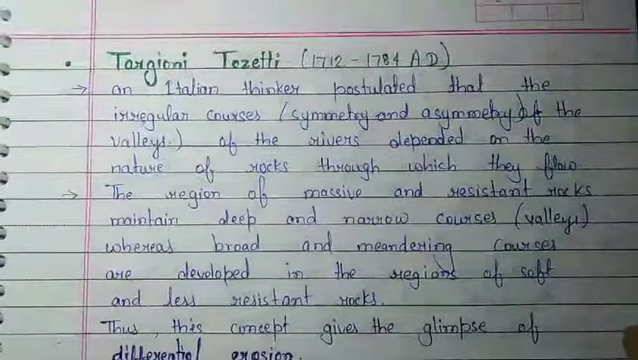 • Targioni Tozetti (1712 - 1784 AD)
→ an Italian thinker postulated that the
irregular courses (symmetry and asymmetry of the
valleys.) of the rivers depended on the
nature of rocks through which they flow.
→ The region of massive and resistant rocks
maintain deep and narrow courses (valleys)
whereas broad and meandering courses
are developed in the regions of soft
and less resistant rocks.
Thus, this concept gives the glimpse of
differential erosion.